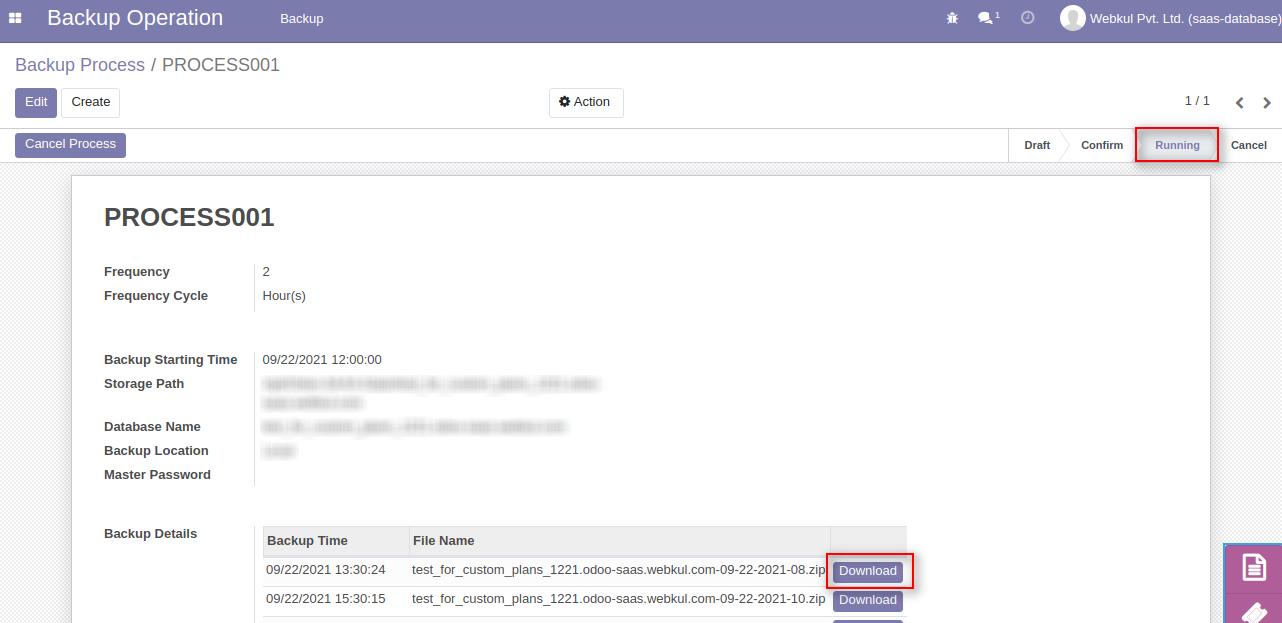 Backup Operation Backup 1 Webkul Pvt. Ltd. (saas-database)
Backup Process / PROCESS001
Edit Create Action 1 / 1
Cancel Process Draft Confirm Running Cancel
PROCESS001
Frequency 2
Frequency Cycle Hour(s)
Backup Starting Time 09/22/2021 12:00:00
Storage Path
Database Name
Backup Location
Master Password
Backup Details Backup Time File Name
09/22/2021 13:30:24 test_for_custom_plans_1221.odoo-saas.webkul.com-09-22-2021-08.zip Download
09/22/2021 15:30:15 test_for_custom_plans_1221.odoo-saas.webkul.com-09-22-2021-10.zip Download